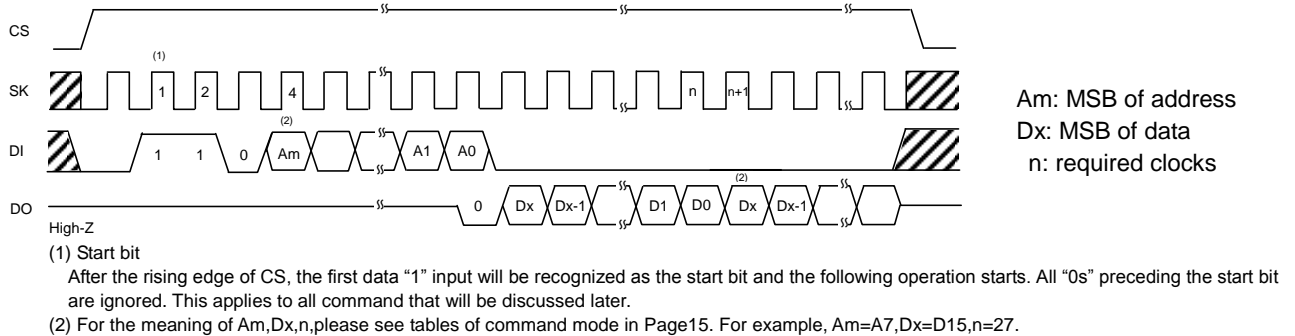 CS
(1)
SK 1 2 4 n n+1
(2)
DI 1 1 0 Am A1 A0
(2)
DO 0 Dx Dx-1 D1 D0 Dx Dx-1
High-Z
Am: MSB of address
Dx: MSB of data
n: required clocks
(1) Start bit
After the rising edge of CS, the first data “1” input will be recognized as the start bit and the following operation starts. All “0s” preceding the start bit
are ignored. This applies to all command that will be discussed later.
(2) For the meaning of Am,Dx,n,please see tables of command mode in Page15. For example, Am=A7,Dx=D15,n=27.